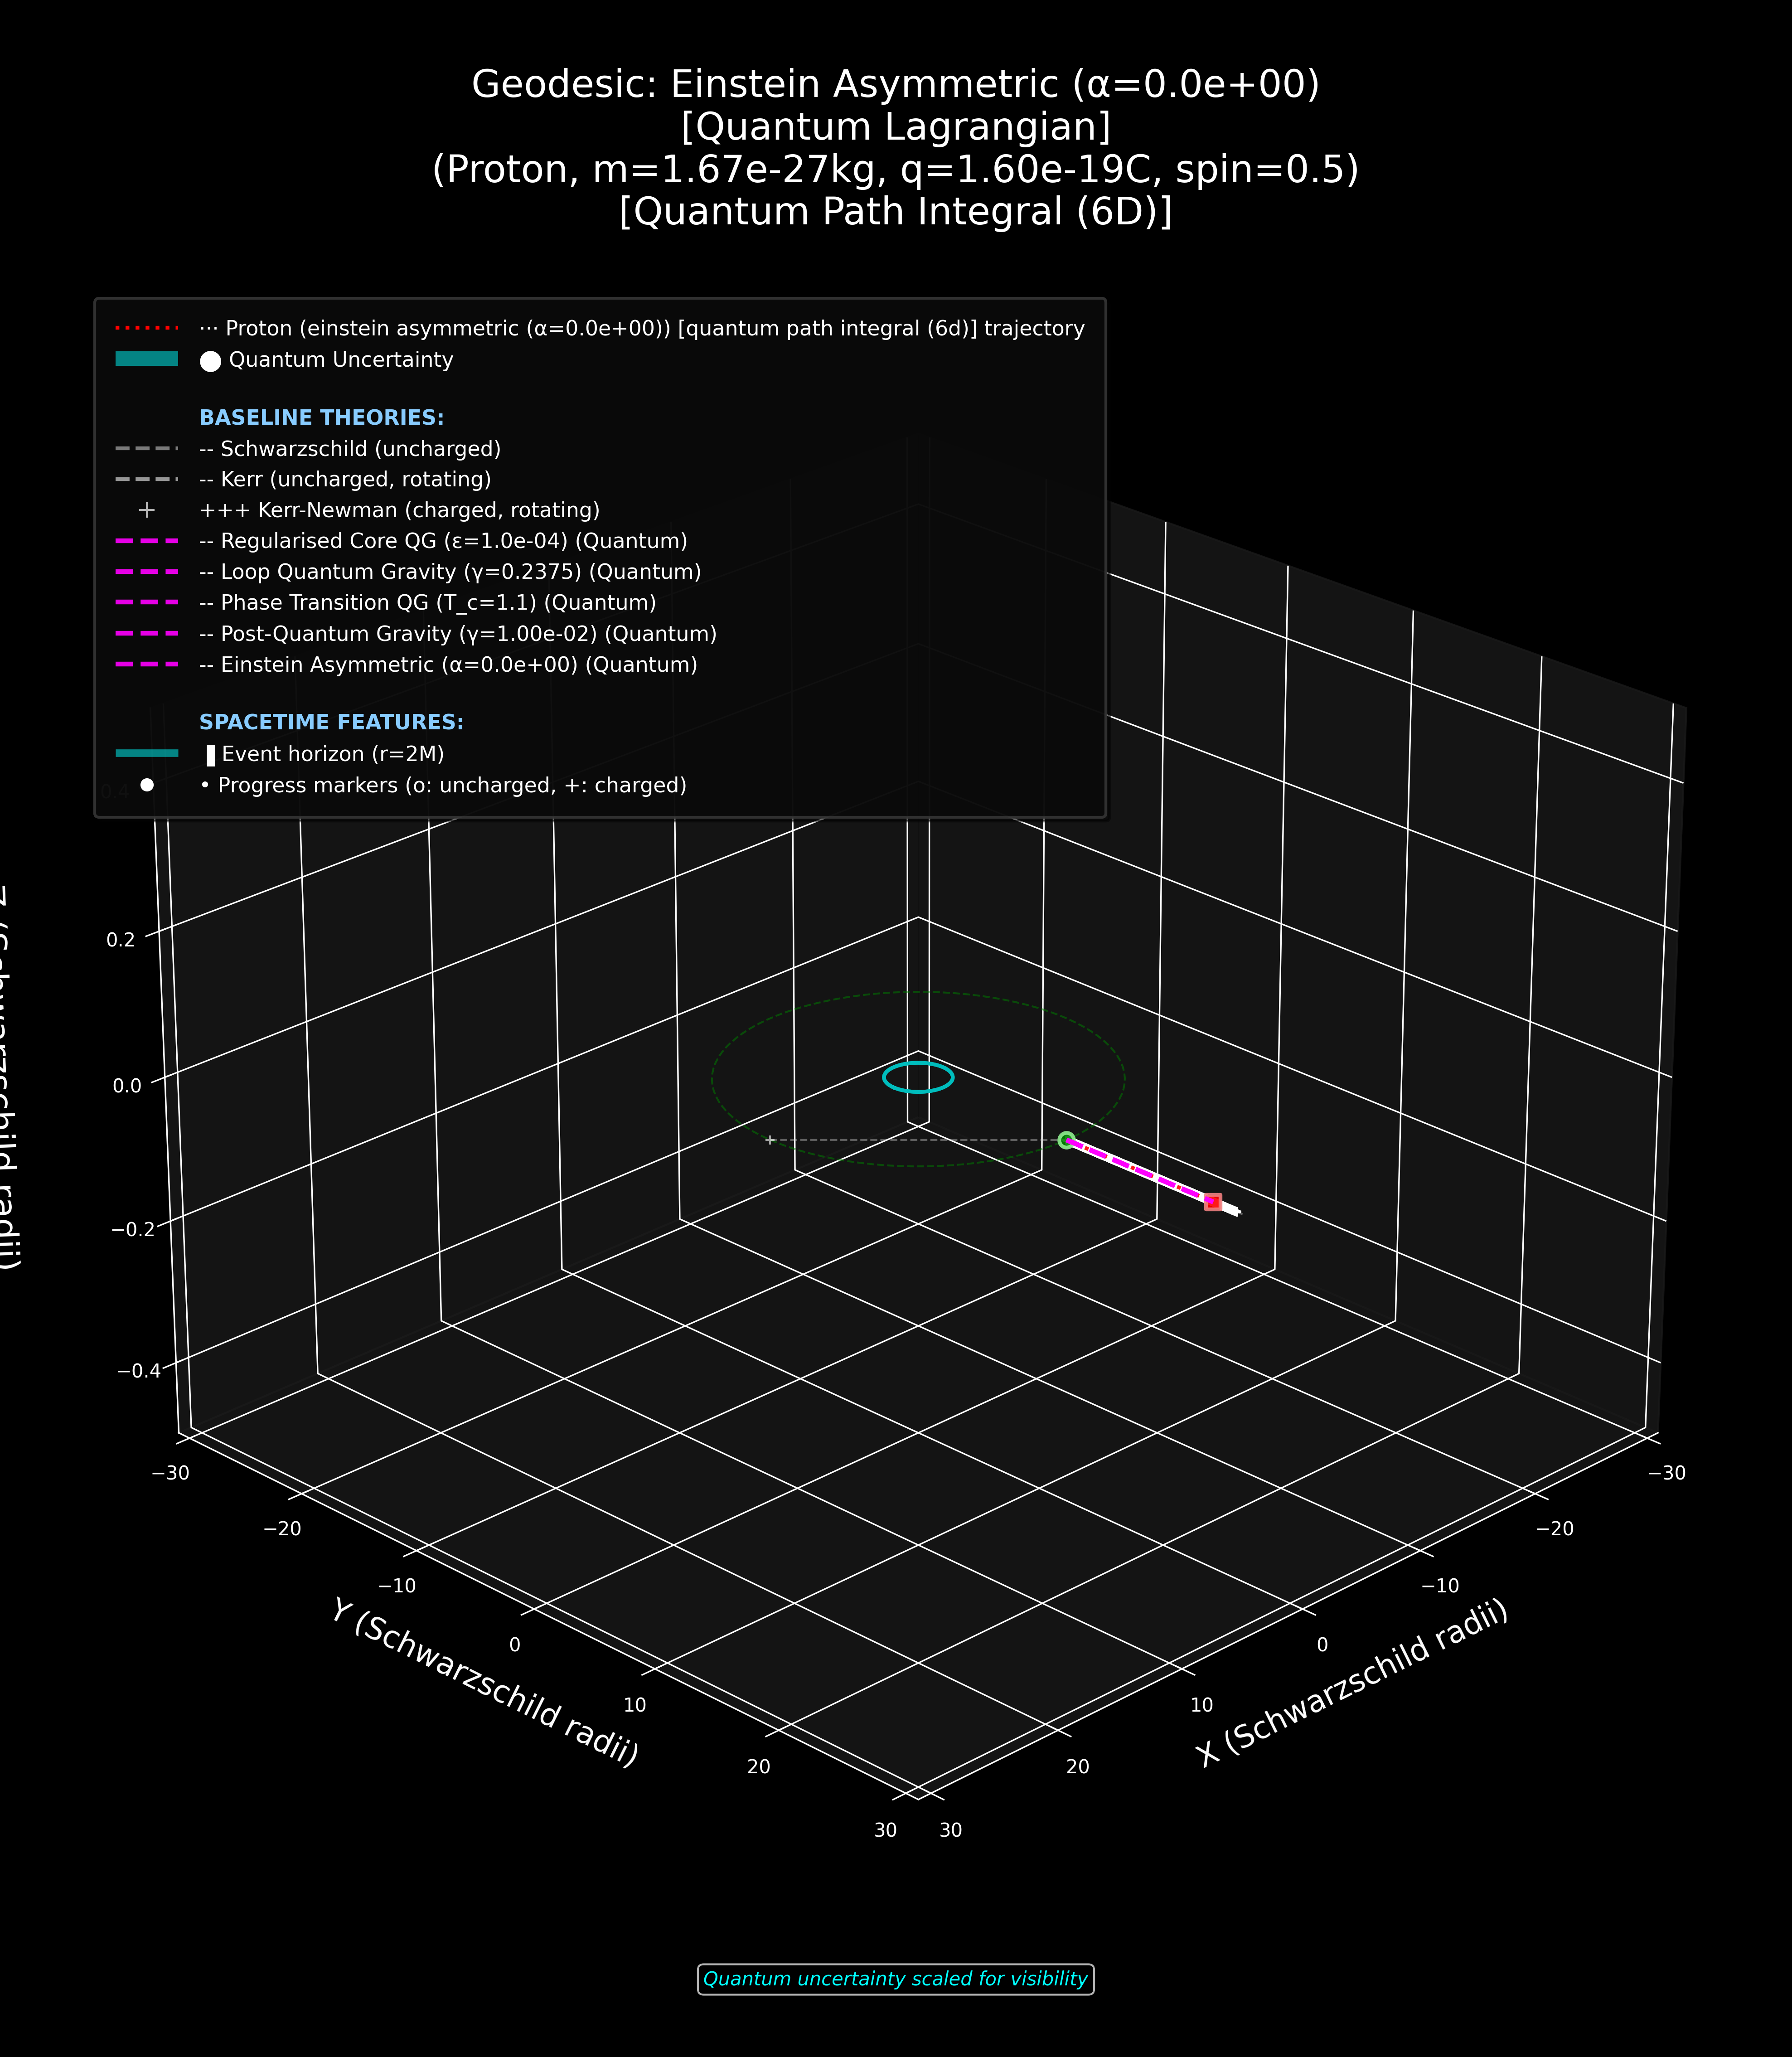 Geodesic: Einstein Asymmetric (α=0.0e+00)
[Quantum Lagrangian]
(Proton, m=1.67e-27kg, q=1.60e-19C, spin=0.5)
[Quantum Path Integral (6D)]
··· Proton (einstein asymmetric (α=0.0e+00)) [quantum path integral (6d)] trajectory
● Quantum Uncertainty
BASELINE THEORIES:
-- Schwarzschild (uncharged)
-- Kerr (uncharged, rotating)
+++ Kerr-Newman (charged, rotating)
-- Regularised Core QG (ε=1.0e-04) (Quantum)
-- Loop Quantum Gravity (γ=0.2375) (Quantum)
-- Phase Transition QG (T_c=1.1) (Quantum)
-- Post-Quantum Gravity (γ=1.00e-02) (Quantum)
-- Einstein Asymmetric (α=0.0e+00) (Quantum)
SPACETIME FEATURES:
▐ Event horizon (r=2M)
• Progress markers (o: uncharged, +: charged)
0.4
0.2
0.0
−0.2
−0.4
radii)
−30
−20
−10
0
10
20
30
Y (Schwarzschild radii)
30
20
10
0
−10
−20
−30
X (Schwarzschild radii)
Quantum uncertainty scaled for visibility